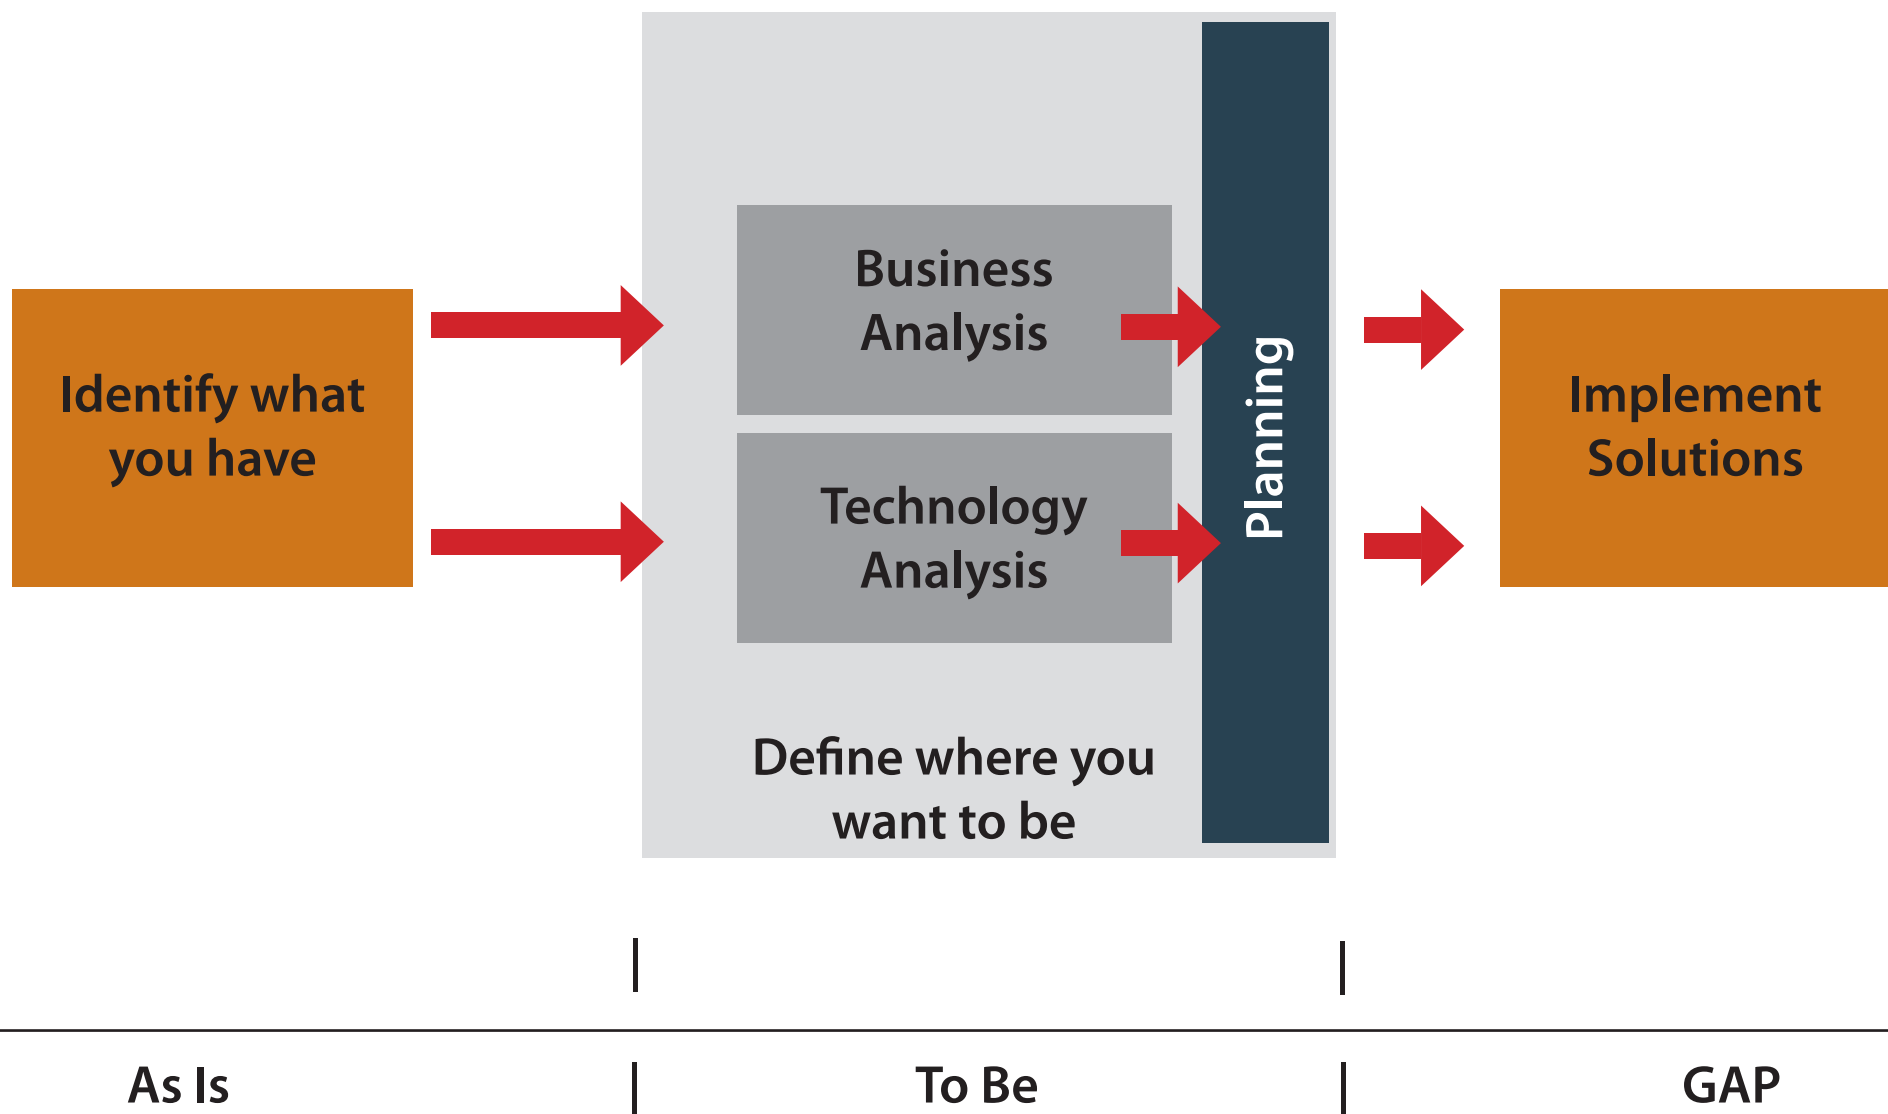 Identify what
you have
Business
Analysis
Technology
Analysis
Define where you
want to be
Planning
Implement
Solutions
As Is
To Be
GAP